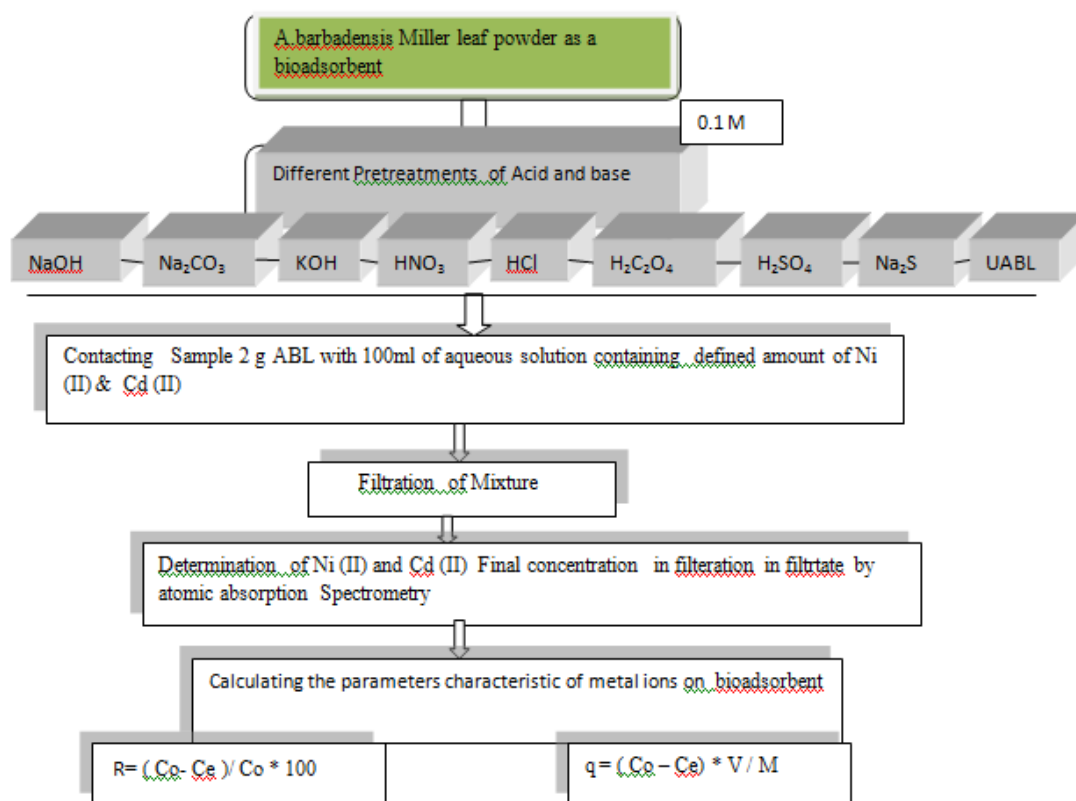 A.barbadensis Miller leaf powder as a
bioadsorbent
0.1 M
Different Pretreatments of Acid and base
NaOH Na₂CO₃ KOH HNO₃ HCl H₂C₂O₄ H₂SO₄ Na₂S UABL
Contacting Sample 2 g ABL with 100ml of aqueous solution containing defined amount of Ni
(II) & Cd (II)
Filtration of Mixture
Determination of Ni (II) and Cd (II) Final concentration in filteration in filtrtate by
atomic absorption Spectrometry
Calculating the parameters characteristic of metal ions on bioadsorbent
R= ( Co- Ce )/ Co * 100
q = ( Co – Ce) * V / M